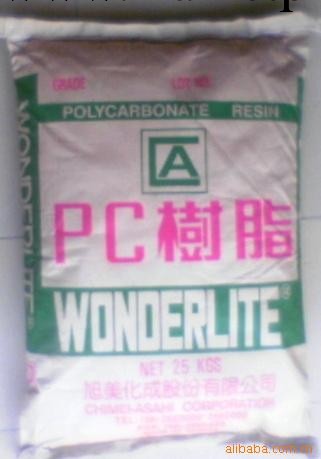 GRADE LOT NO.
POLYCARBONATE RESIN
CA
PC樹脂
WONDERLITE®
NET 25 KGS
旭美化成股份有限公司
CHIMEI-ASAHI CORPORATION
WONDERLITE®
alibaba.com.cn